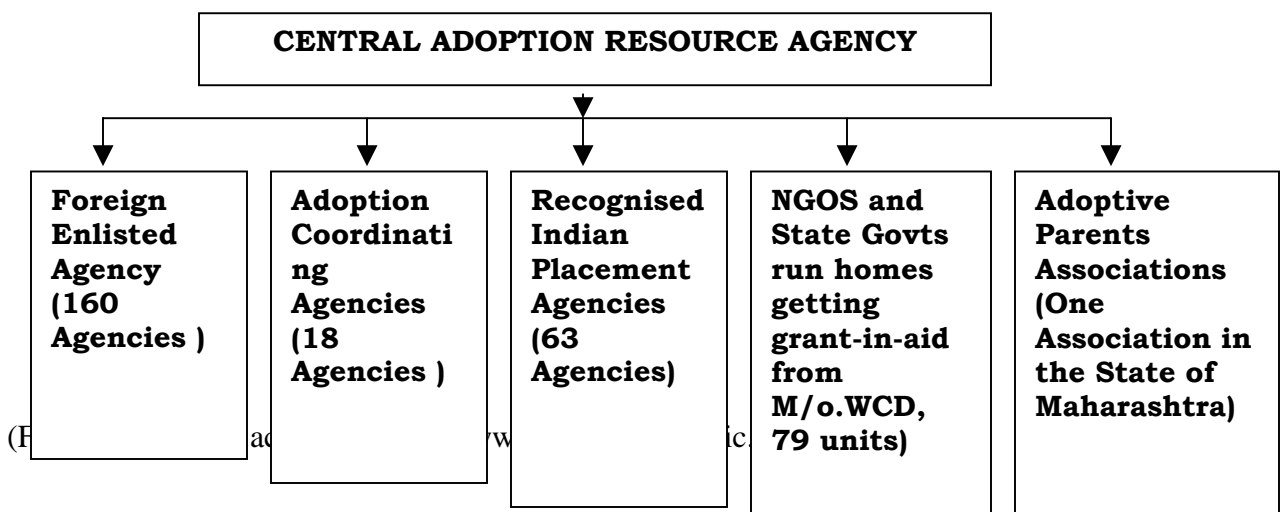 CENTRAL ADOPTION RESOURCE AGENCY
Foreign
Enlisted
Agency
(160
Agencies )
Adoption
Coordinati
ng
Agencies
(18
Agencies )
Recognised
Indian
Placement
Agencies
(63
Agencies)
NGOS and
State Govts
run homes
getting
grant-in-aid
from
M/o.WCD,
79 units)
Adoptive
Parents
Associations
(One
Association in
the State of
Maharashtra)